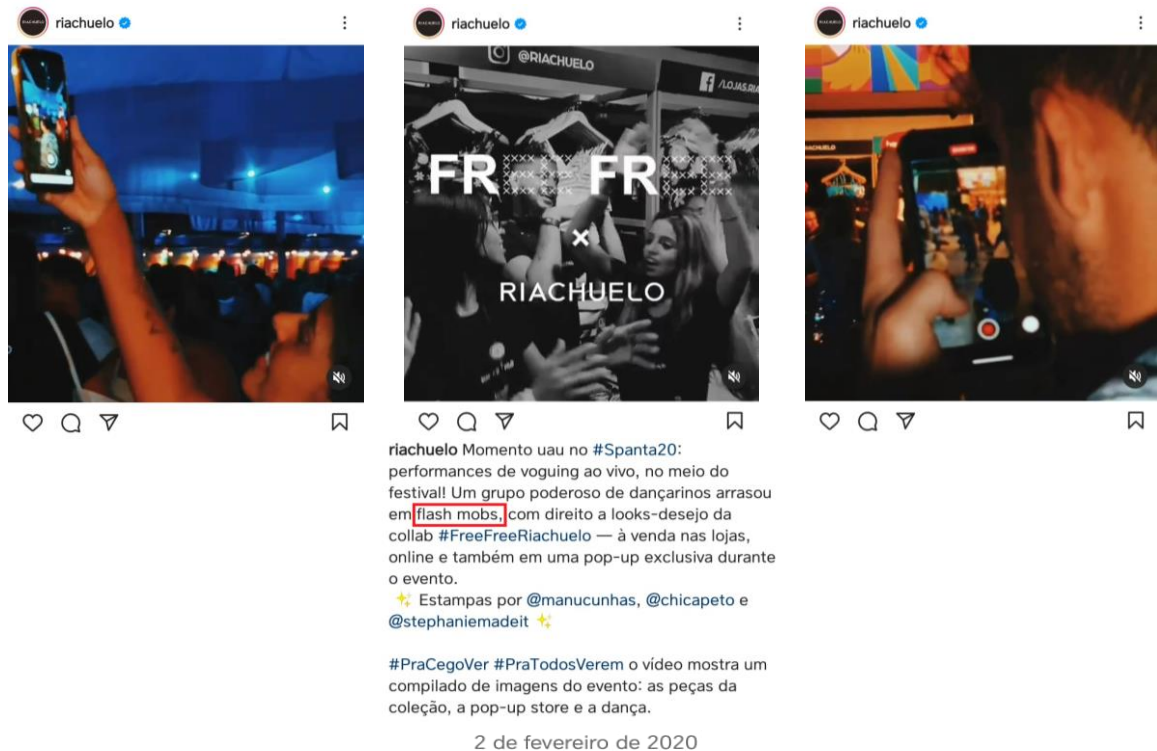 riachuelo
riachuelo
riachuelo
@RIACHUELO
FR
FR
×
RIACHUELO
RIACHUELO
riachuelo Momento uau no #Spanta20:
performances de voguing ao vivo, no meio do
festival! Um grupo poderoso de dançarinos arrasou
em flash mobs, com direito a looks-desejo da
collab #FreeFreeRiachuelo — à venda nas lojas,
online e também em uma pop-up exclusiva durante
o evento.
✨ Estampas por @manucunhas, @chicapeto e
@stephaniemadeit ✨
#PraCegoVer #PraTodosVerem o vídeo mostra um
compilado de imagens do evento: as peças da
coleção, a pop-up store e a dança.
2 de fevereiro de 2020